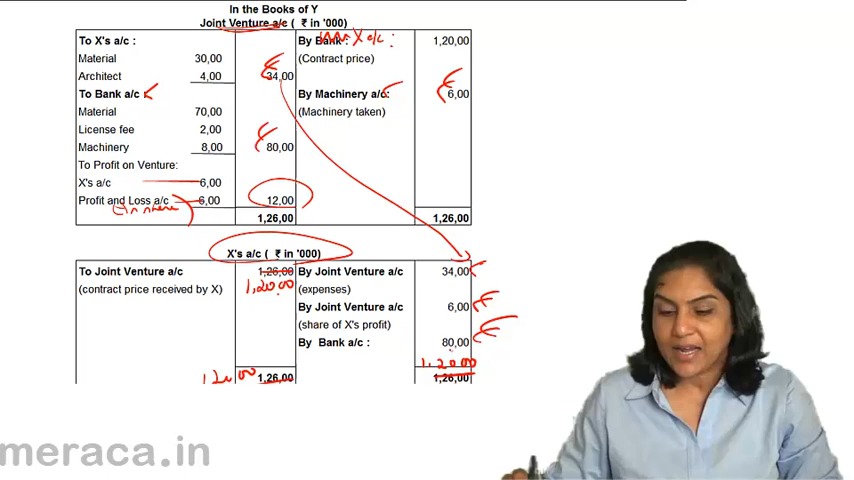 In the Books of Y
Joint Venture a/c ( ₹ in '000)
To X's a/c : By Bank : X a/c : 1,20,00
Material 30,00 (Contract price)
Architect 4,00 34,00
To Bank a/c By Machinery a/c: 6,00
Material 70,00 (Machinery taken)
License fee 2,00
Machinery 8,00 80,00
To Profit on Venture:
X's a/c 6,00
Profit and Loss a/c 6,00 12,00
1,26,00 1,26,00
X's a/c ( ₹ in '000)
To Joint Venture a/c 1,26,00 By Joint Venture a/c 34,00
(contract price received by X) 1,20,00 (expenses)
By Joint Venture a/c 6,00
(share of X's profit)
By Bank a/c : 80,00
1,20,00
12000 1,26,00 1,26,00
meraca.in